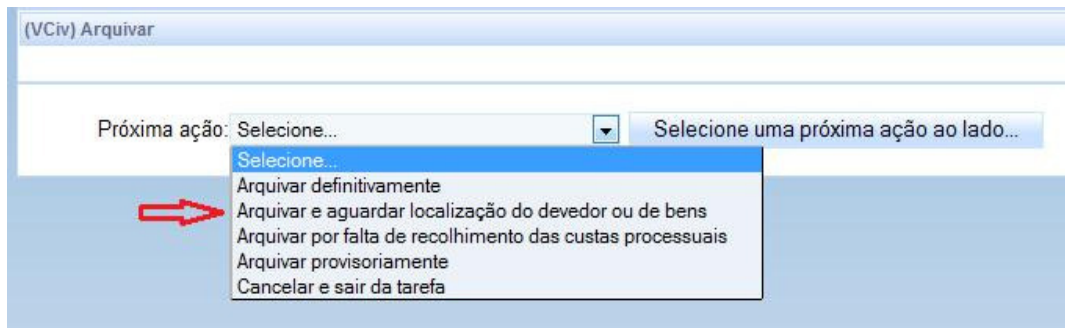 (VCiv) Arquivar
Próxima ação: Selecione... Selecione uma próxima ação ao lado...
Selecione...
Arquivar definitivamente
Arquivar e aguardar localização do devedor ou de bens
Arquivar por falta de recolhimento das custas processuais
Arquivar provisoriamente
Cancelar e sair da tarefa